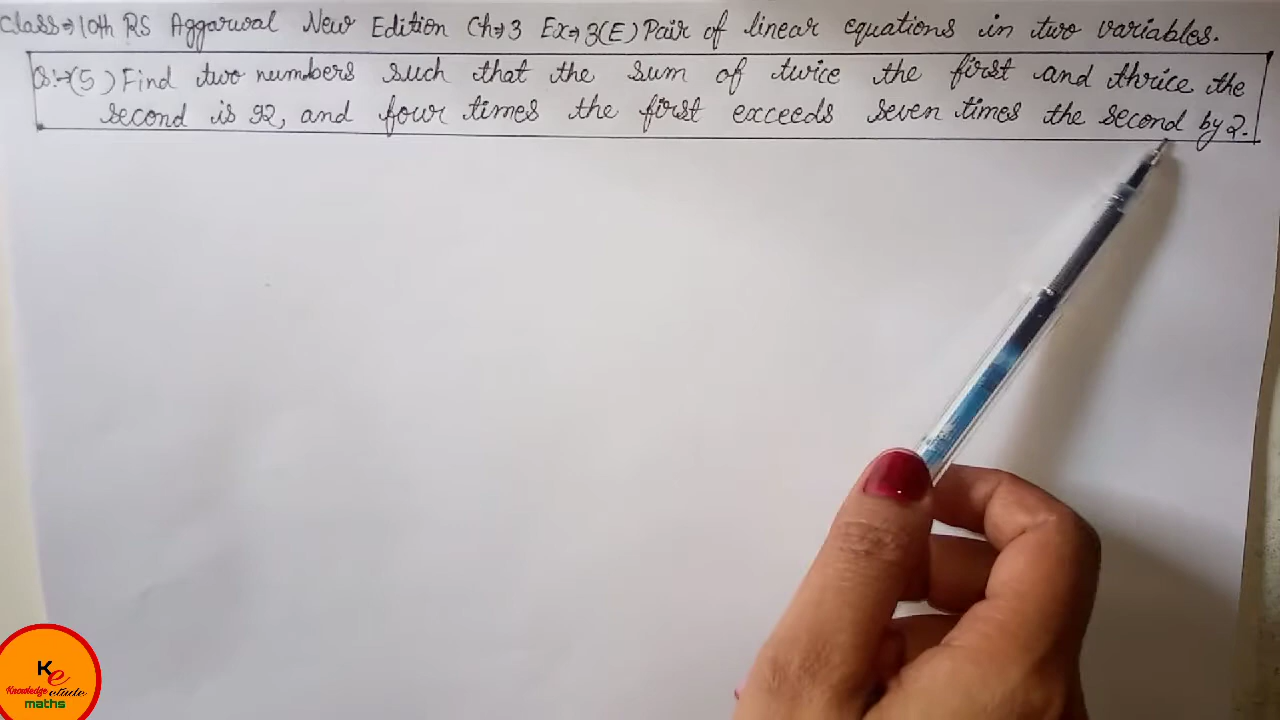 Class→10th RS Aggarwal New Edition Ch→3 Ex→3(E) Pair of linear equations in two variables.
Q:→(5) Find two numbers such that the sum of twice the first and thrice the
second is 92, and four times the first exceeds seven times the second by 2.
Ke
Knowledge
maths